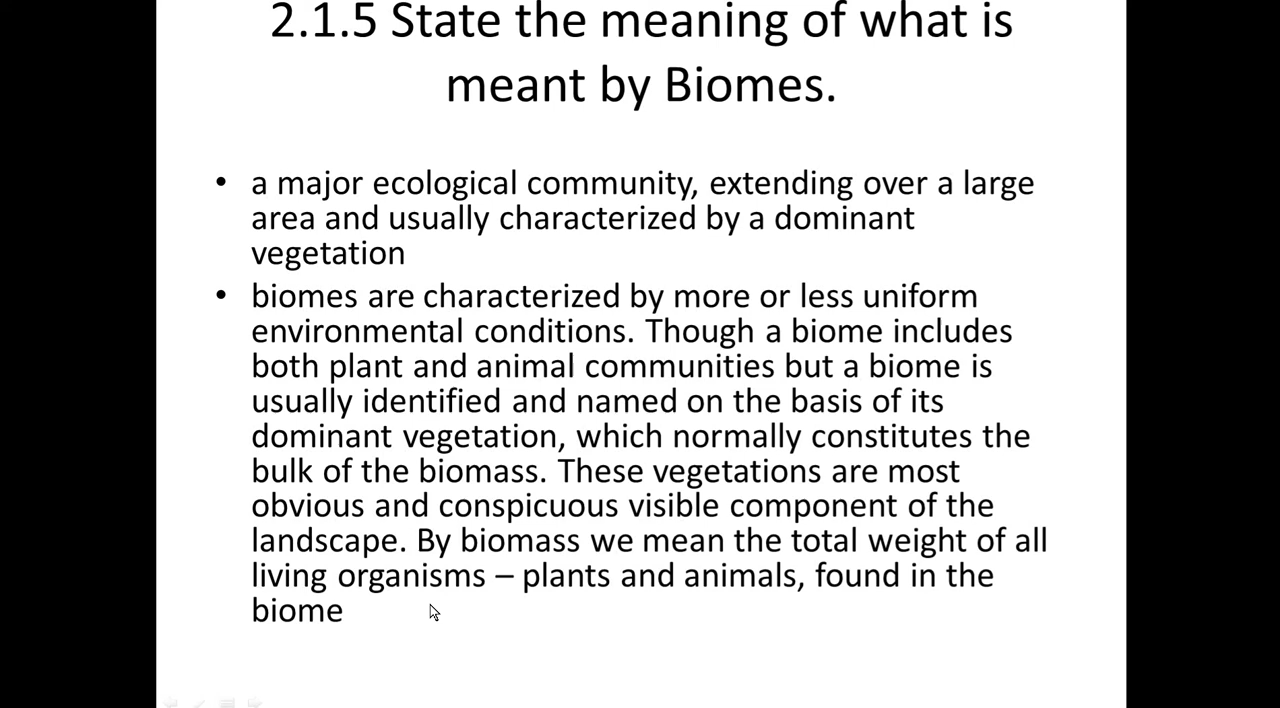 2.1.5 State the meaning of what is
meant by Biomes.
• a major ecological community, extending over a large
area and usually characterized by a dominant
vegetation
• biomes are characterized by more or less uniform
environmental conditions. Though a biome includes
both plant and animal communities but a biome is
usually identified and named on the basis of its
dominant vegetation, which normally constitutes the
bulk of the biomass. These vegetations are most
obvious and conspicuous visible component of the
landscape. By biomass we mean the total weight of all
living organisms – plants and animals, found in the
biome